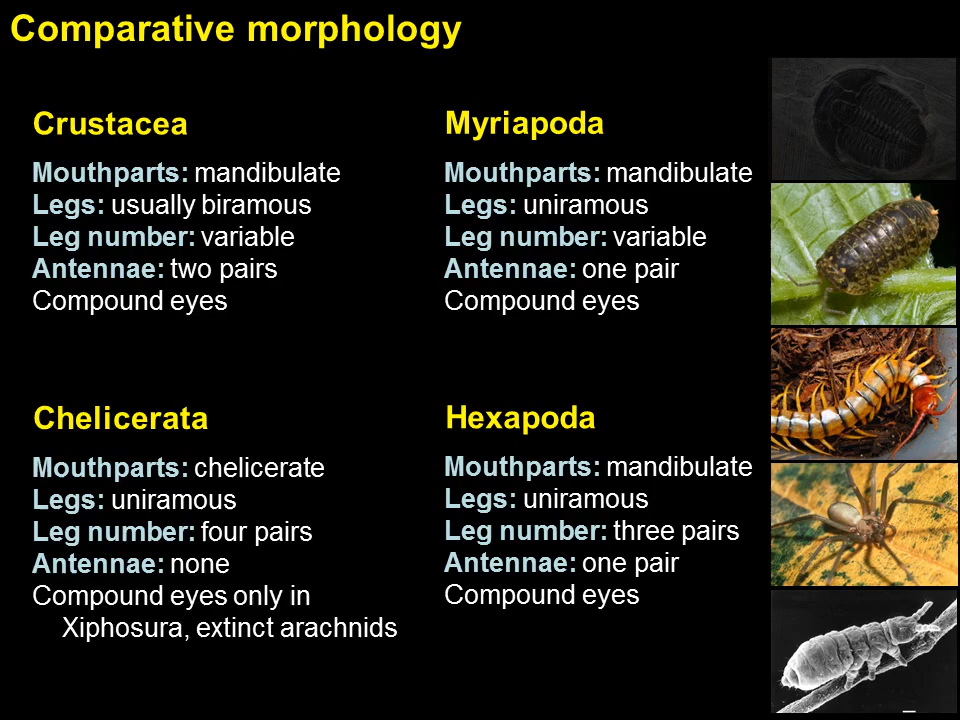 Comparative morphology
Crustacea
Mouthparts: mandibulate
Legs: usually biramous
Leg number: variable
Antennae: two pairs
Compound eyes
Myriapoda
Mouthparts: mandibulate
Legs: uniramous
Leg number: variable
Antennae: one pair
Compound eyes
Chelicerata
Mouthparts: chelicerate
Legs: uniramous
Leg number: four pairs
Antennae: none
Compound eyes only in
Xiphosura, extinct arachnids
Hexapoda
Mouthparts: mandibulate
Legs: uniramous
Leg number: three pairs
Antennae: one pair
Compound eyes